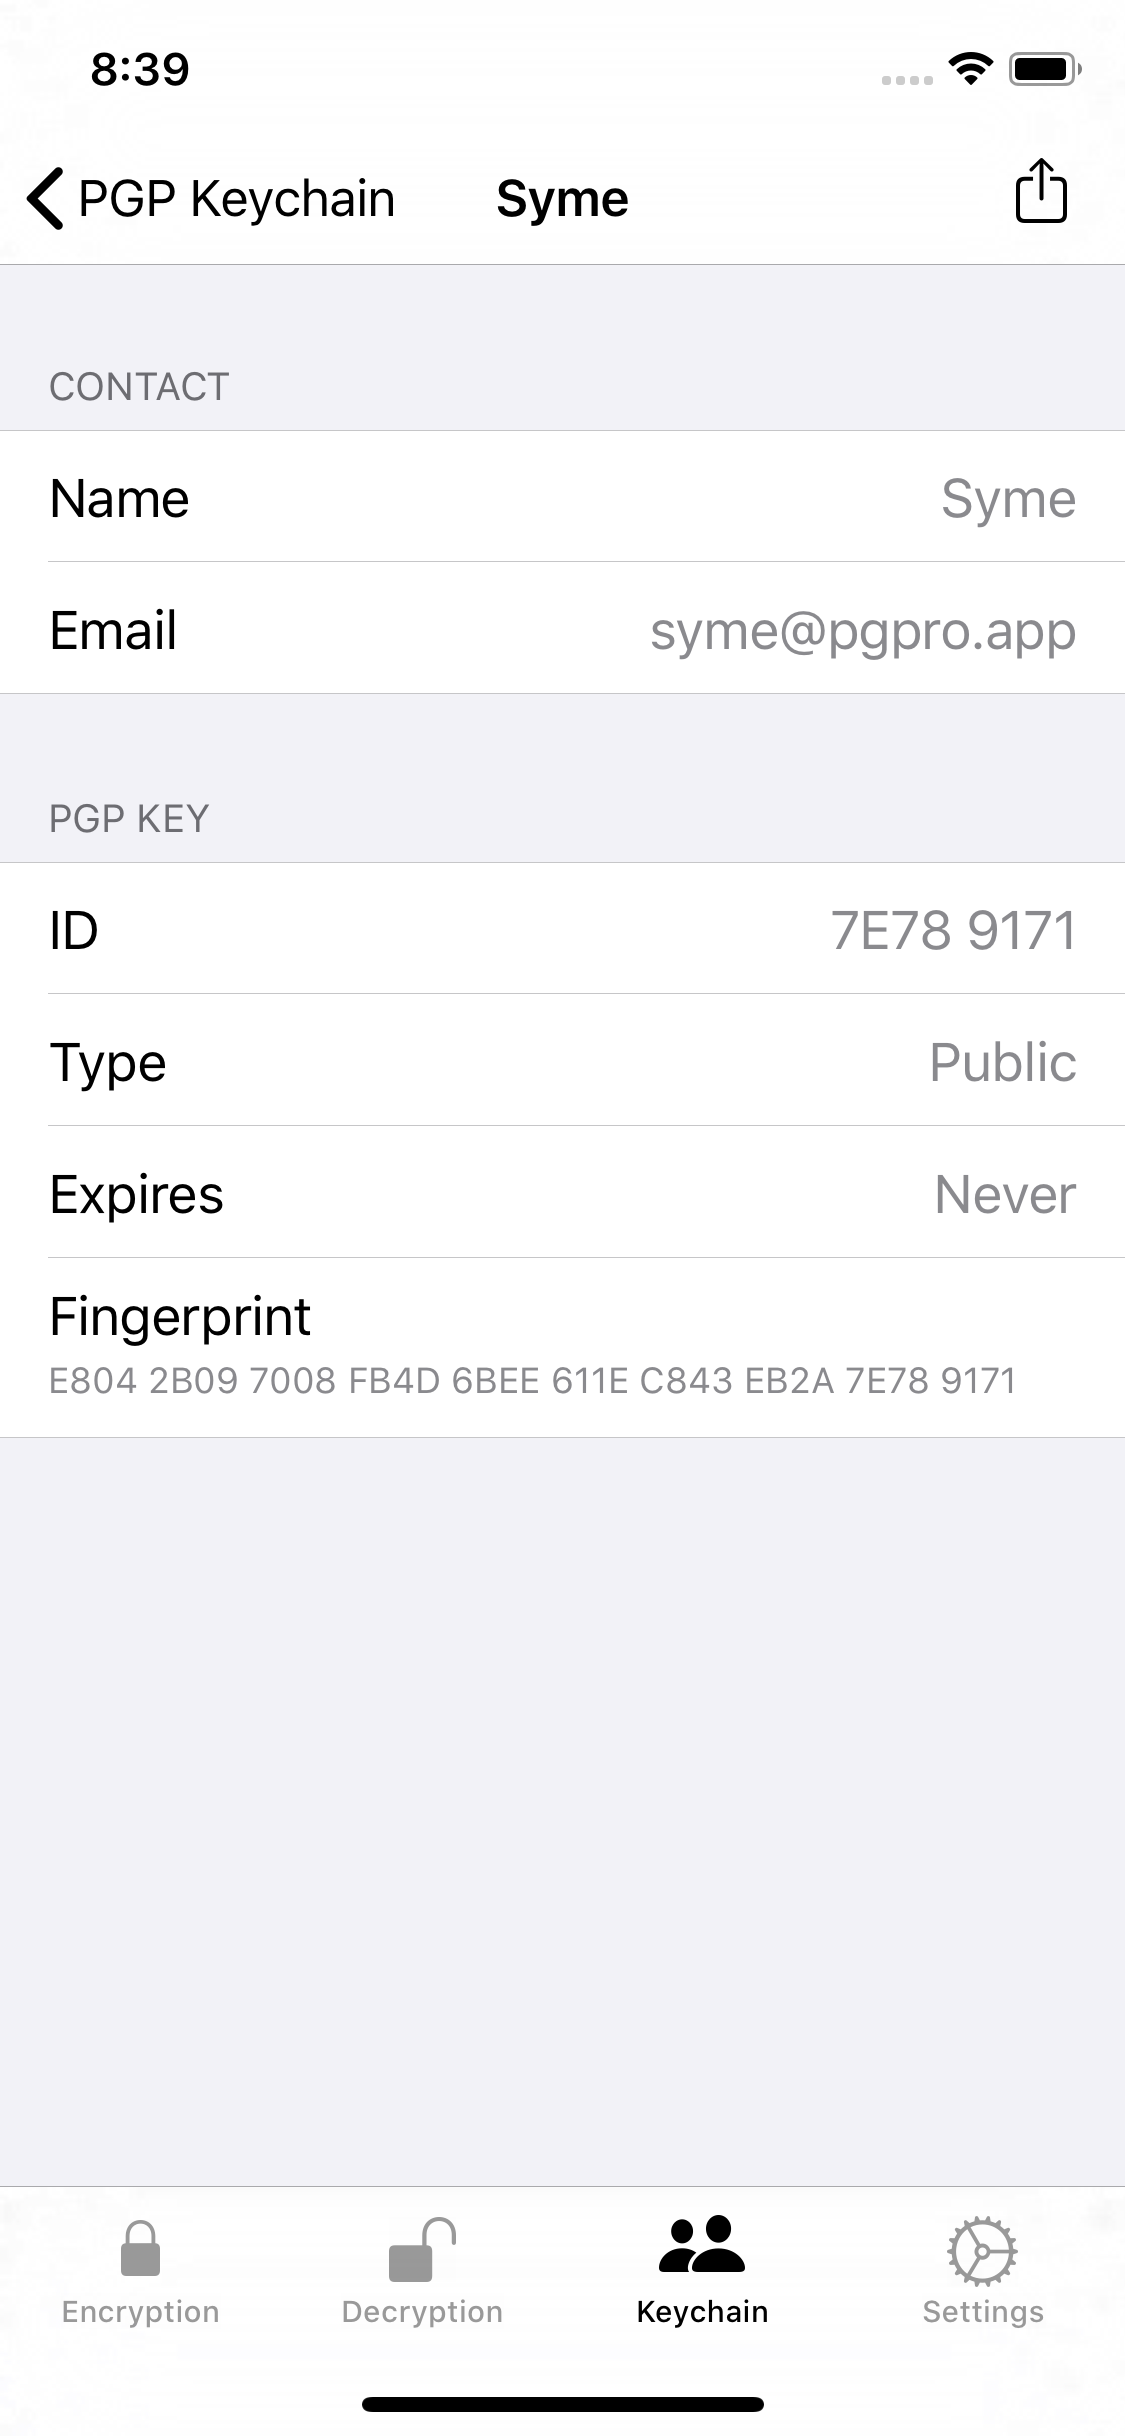 8:39
PGP Keychain Syme
CONTACT
Name Syme
Email syme@pgpro.app
PGP KEY
ID 7E78 9171
Type Public
Expires Never
Fingerprint
E804 2B09 7008 FB4D 6BEE 611E C843 EB2A 7E78 9171
Encryption Decryption Keychain Settings